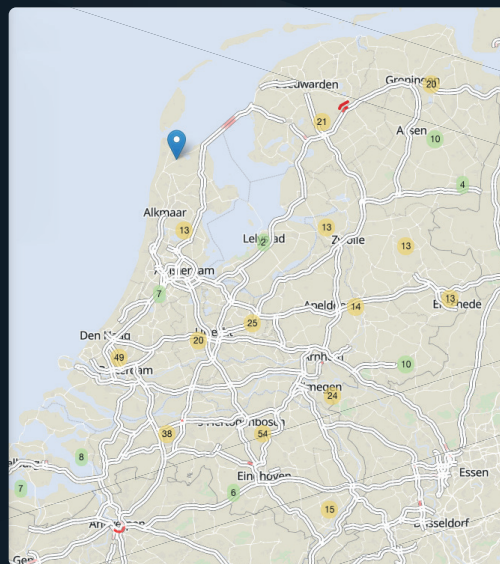 Groningen
20
Leeuwarden
21
Assen
10
4
Alkmaar
13
Lelystad
2
13
Zwolle
13
Amsterdam
7
Apeldoorn
14
Enschede
13
25
Den Haag
Utrecht
20
49
Rotterdam
Arnhem
10
Nijmegen
24
's-Hertogenbosch
38
54
8
Eindhoven
Essen
7
6
15
Antwerpen
Düsseldorf
Gent